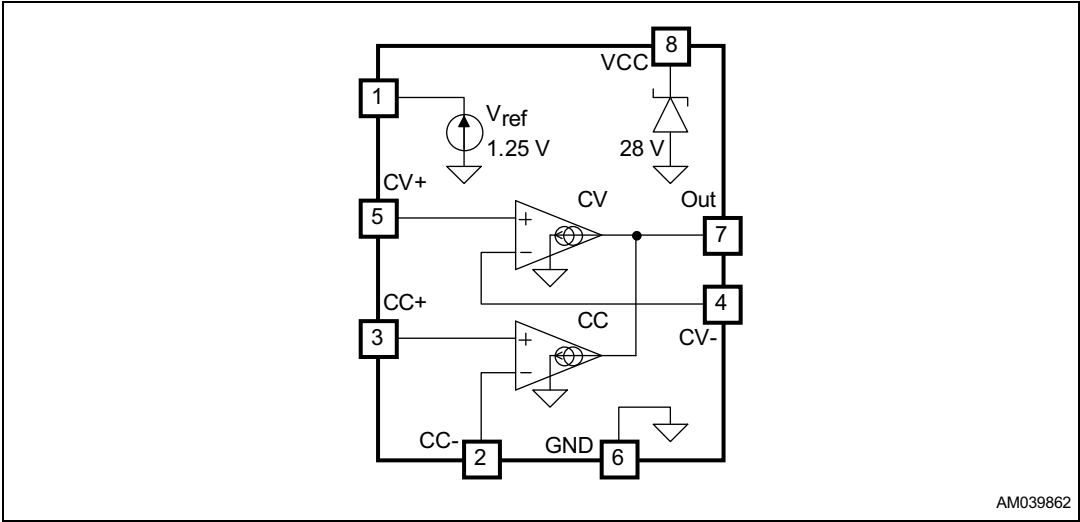 8
VCC
1
Vref
1.25 V
28 V
CV+
CV
Out
5
+
7
−
CC+
CC
4
3
+
CV-
−
CC-
GND
2
6
AM039862